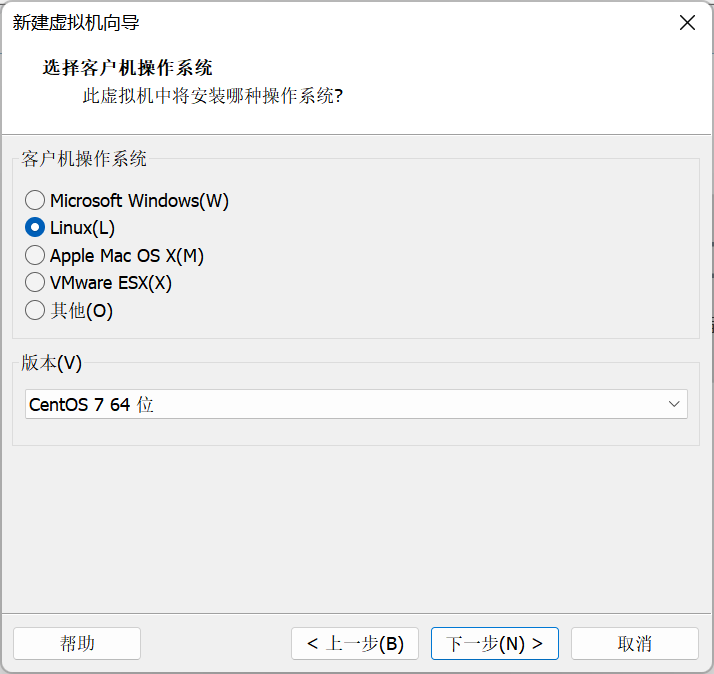 新建虚拟机向导
选择客户机操作系统
此虚拟机中将安装哪种操作系统?
客户机操作系统
Microsoft Windows(W)
Linux(L)
Apple Mac OS X(M)
VMware ESX(X)
其他(O)
版本(V)
CentOS 7 64 位
帮助
< 上一步(B)
下一步(N) >
取消